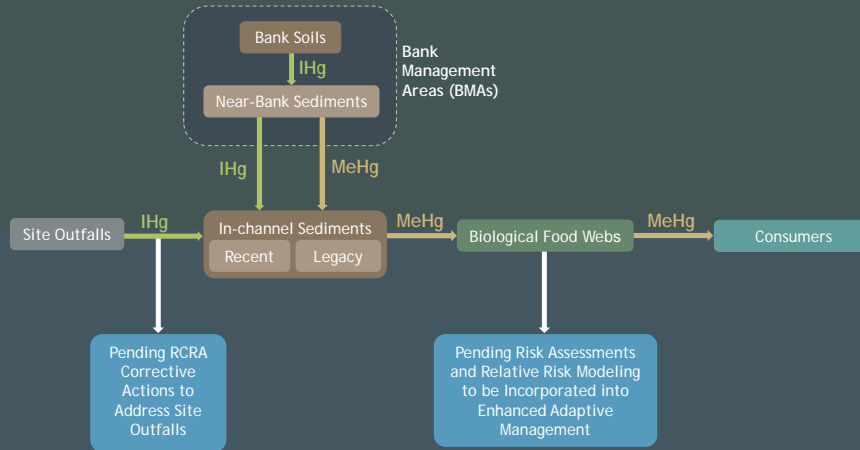 Bank Soils
IHg
Near-Bank Sediments
Bank
Management
Areas (BMAs)
IHg
MeHg
Site Outfalls
IHg
In-channel Sediments
Recent
Legacy
MeHg
Biological Food Webs
MeHg
Consumers
Pending RCRA
Corrective
Actions to
Address Site
Outfalls
Pending Risk Assessments
and Relative Risk Modeling
to be Incorporated into
Enhanced Adaptive
Management